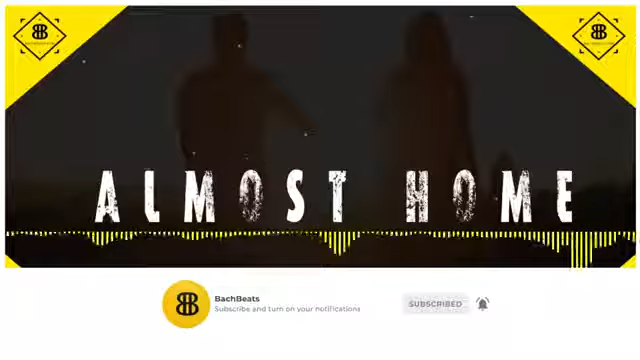 ALMOST HOME
BachBeats
Subscribe and turn on your notifications
SUBSCRIBED